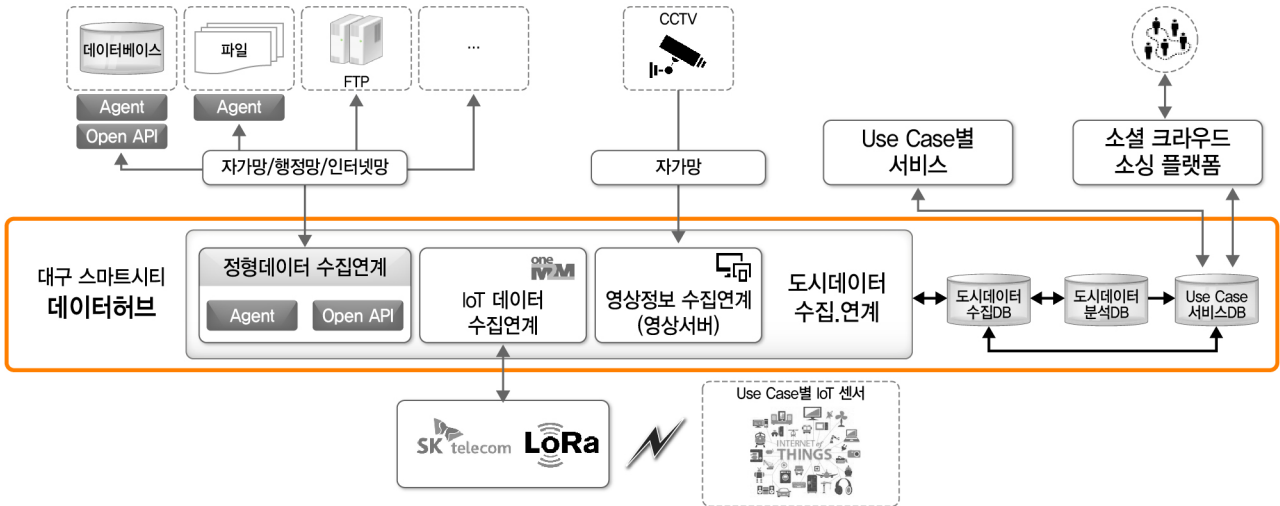 데이터베이스
파일
FTP
...
CCTV
Agent
Open API
Agent
자가망/행정망/인터넷망
자가망
Use Case별
서비스
소셜 크라우드
소싱 플랫폼
대구 스마트시티
데이터허브
정형데이터 수집연계
Agent
Open API
one
M2M
IoT 데이터
수집연계
영상정보 수집연계
(영상서버)
도시데이터
수집.연계
도시데이터
수집DB
도시데이터
분석DB
Use Case
서비스DB
SK telecom
LoRa
Use Case별 IoT 센서
INTERNET of
THINGS